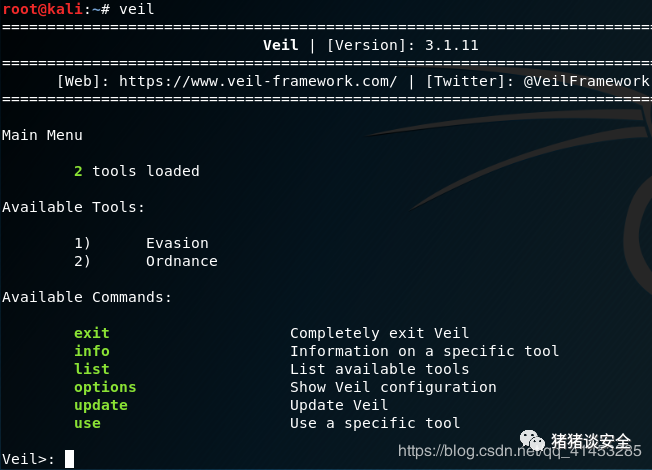 root@kali:~# veil
===============================================================================
Veil | [Version]: 3.1.11
===============================================================================
[Web]: https://www.veil-framework.com/ | [Twitter]: @VeilFramework
===============================================================================
Main Menu
2 tools loaded
Available Tools:
1) Evasion
2) Ordnance
Available Commands:
exit Completely exit Veil
info Information on a specific tool
list List available tools
options Show Veil configuration
update Update Veil
use Use a specific tool
猪猪谈安全
Veil>:
https://blog.csdn.net/qq_41453285